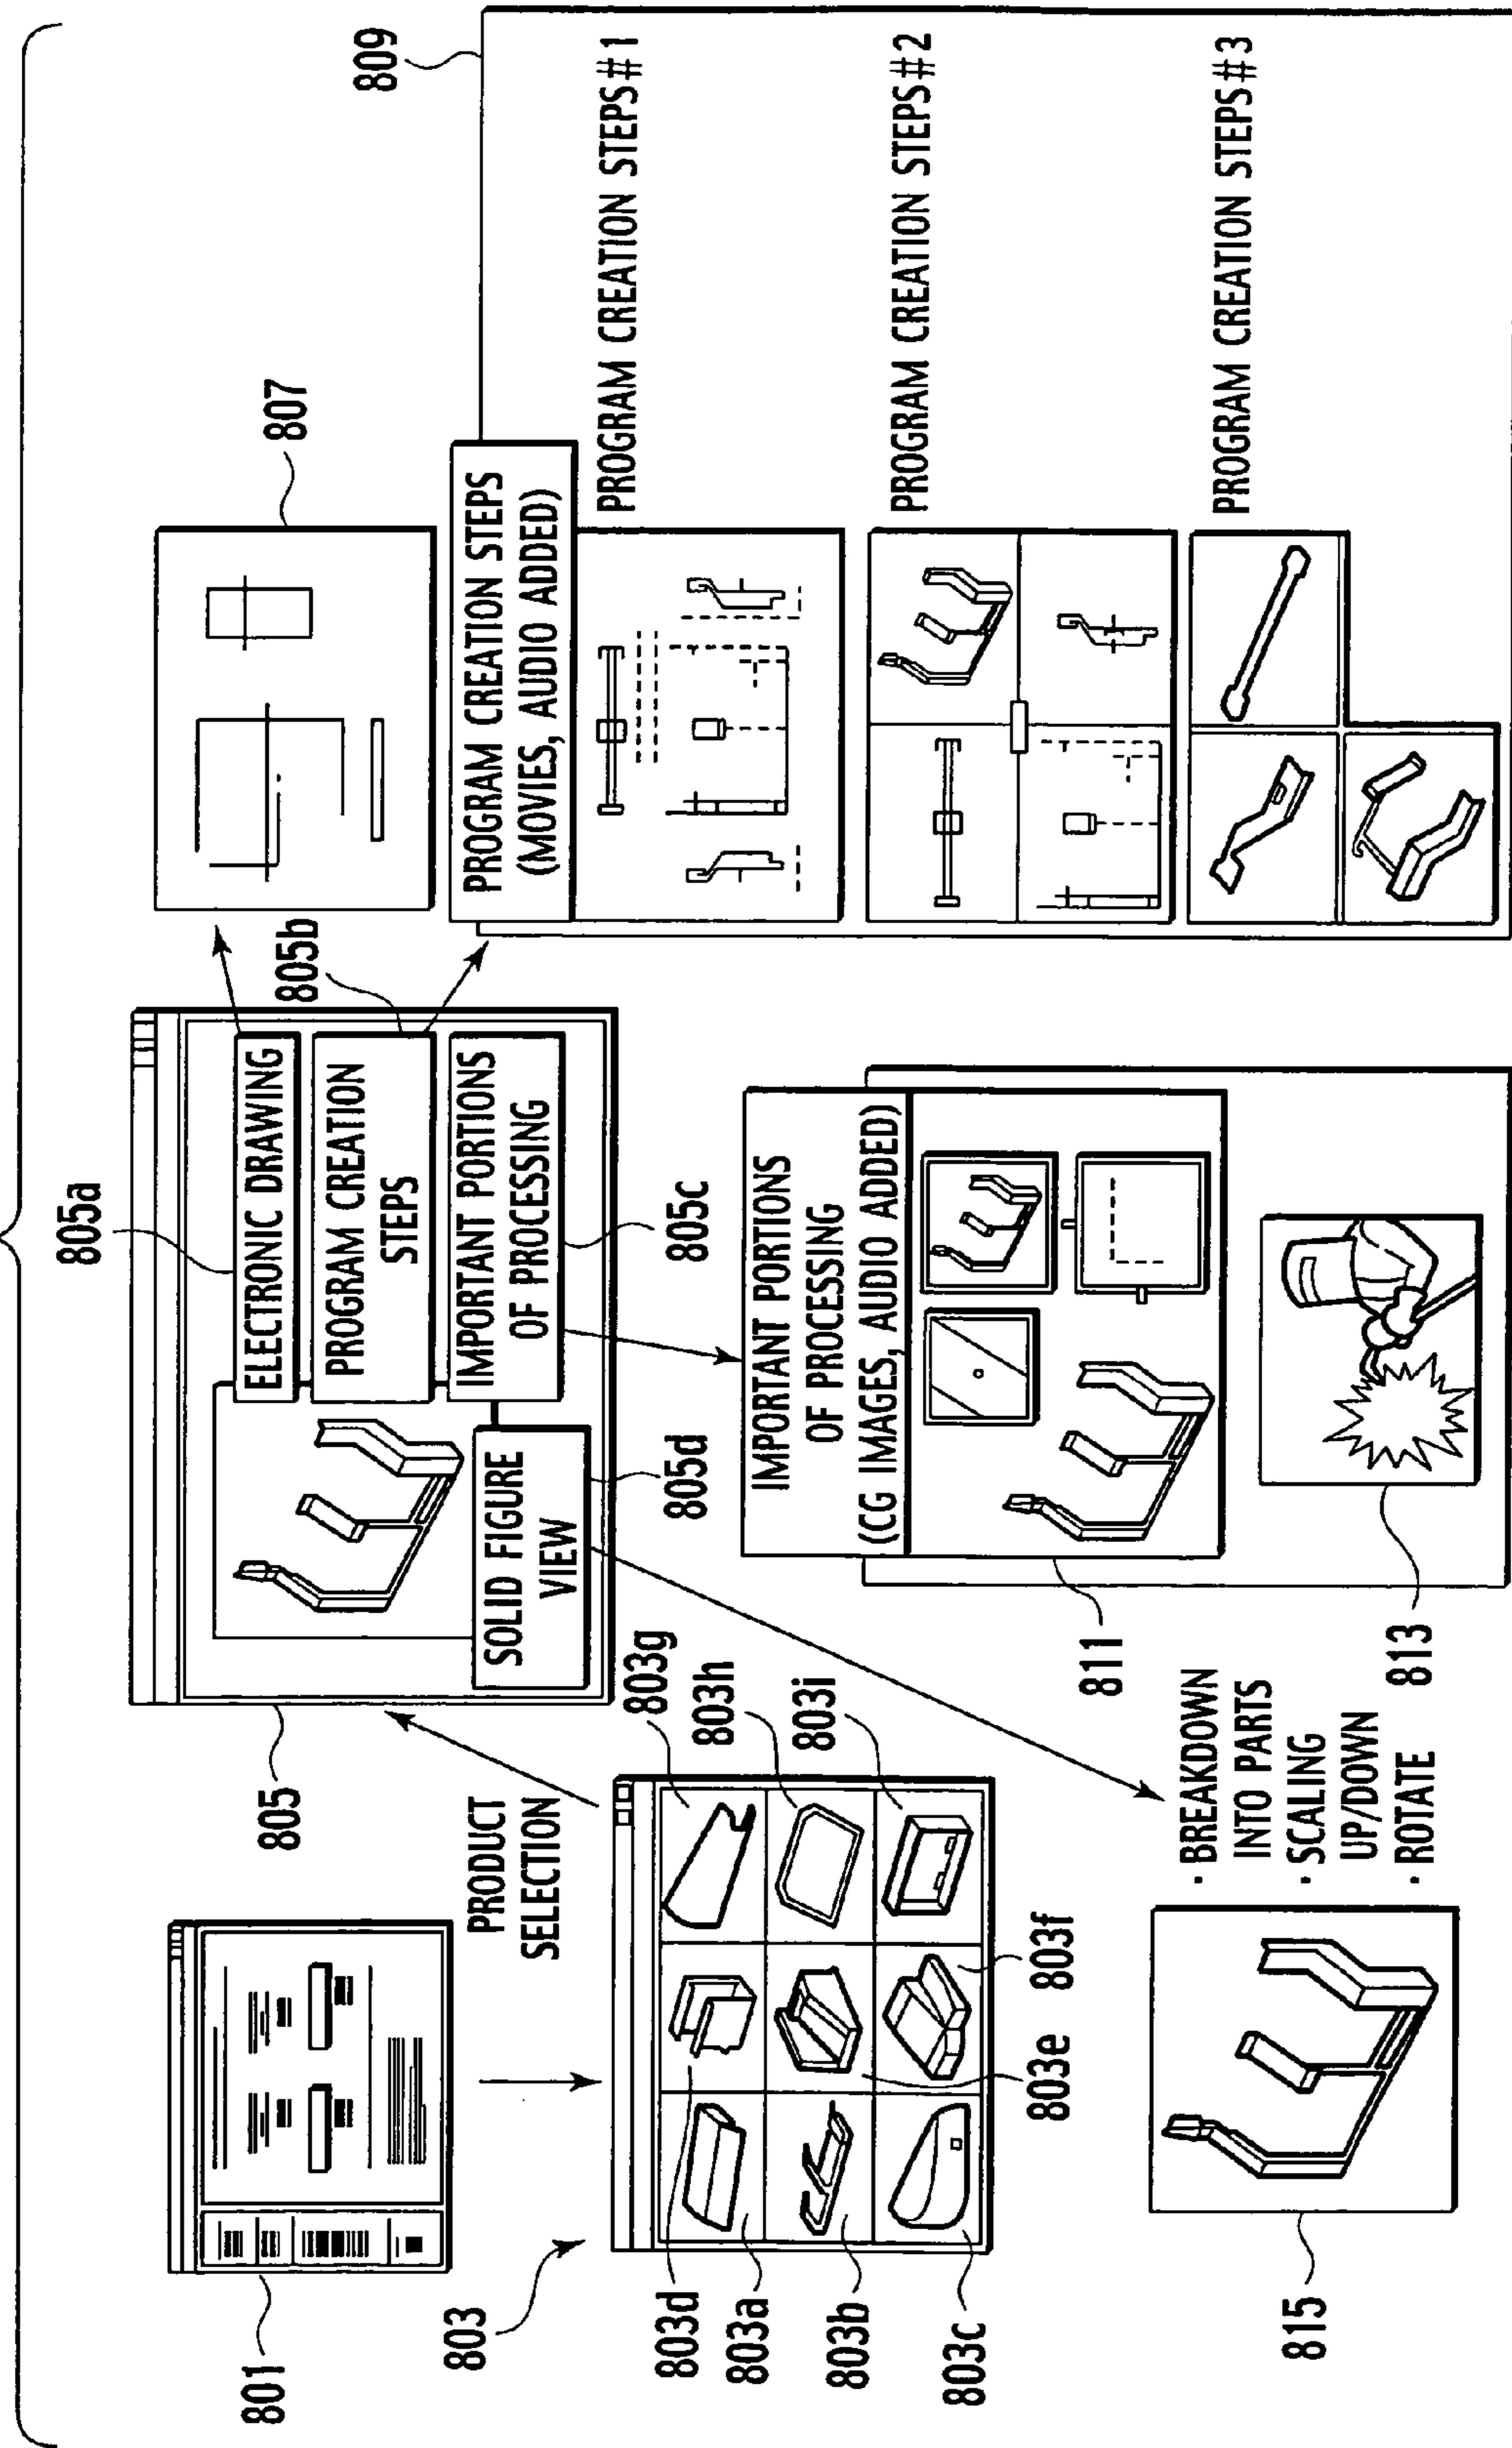 801
803
803d
803a
803b
803c
803e
803f
803g
803h
803i
PRODUCT
SELECTION
805
805a
ELECTRONIC DRAWING
805b
PROGRAM CREATION
STEPS
IMPORTANT PORTIONS
OF PROCESSING
805c
SOLID FIGURE
VIEW
805d
807
809
PROGRAM CREATION STEPS
(MOVIES, AUDIO ADDED)
PROGRAM CREATION STEPS#1
PROGRAM CREATION STEPS#2
PROGRAM CREATION STEPS#3
IMPORTANT PORTIONS
OF PROCESSING
(CG IMAGES, AUDIO ADDED)
811
813
815
· BREAKDOWN
INTO PARTS
· SCALING
UP/DOWN
· ROTATE